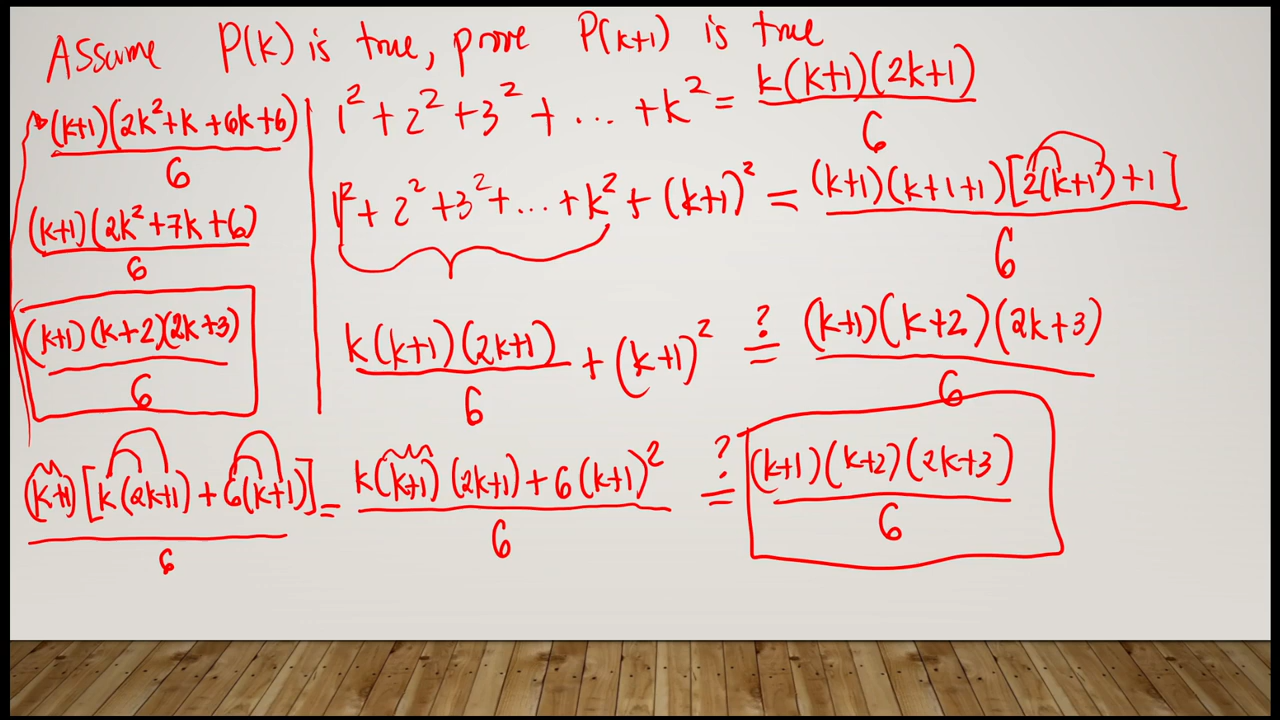 Assume P(k) is true, prove P(k+1) is true
1² + 2² + 3² + ... + k² = k(k+1)(2k+1) / 6
1² + 2² + 3² + ... + k² + (k+1)² = (k+1)(k+1+1)[2(k+1)+1] / 6
k(k+1)(2k+1) / 6 + (k+1)² ?= (k+1)(k+2)(2k+3) / 6
(k+1)[k(2k+1) + 6(k+1)] / 6 = k(k+1)(2k+1) + 6(k+1)² / 6 ?= (k+1)(k+2)(2k+3) / 6
(k+1)(2k²+k+6k+6) / 6
(k+1)(2k²+7k+6) / 6
(k+1)(k+2)(2k+3) / 6